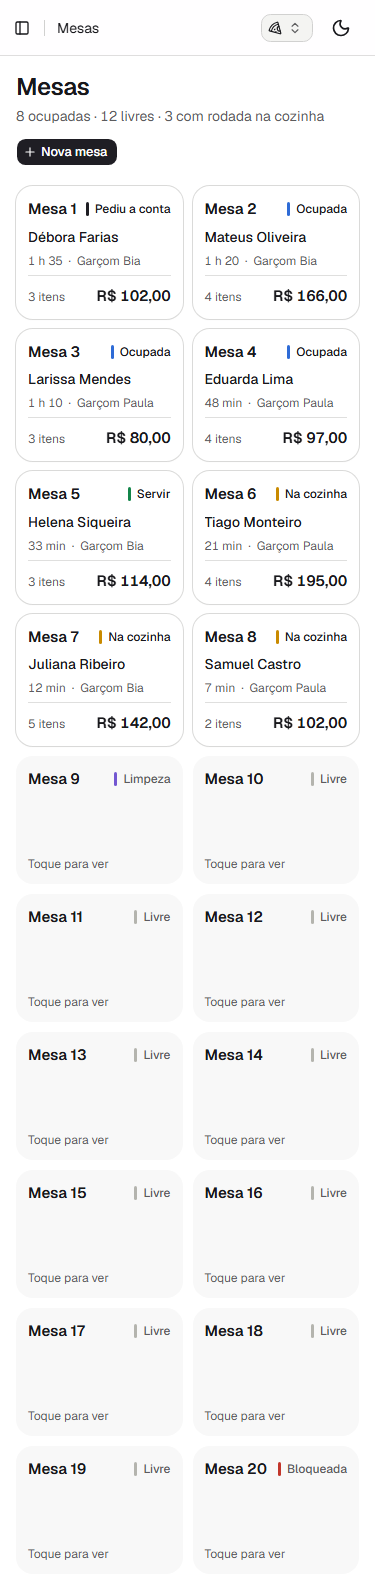 Mesas
Mesas
8 ocupadas · 12 livres · 3 com rodada na cozinha
+ Nova mesa
Mesa 1 Pediu a conta
Débora Farias
1 h 35 · Garçom Bia
3 itens R$ 102,00
Mesa 2 Ocupada
Mateus Oliveira
1 h 20 · Garçom Bia
4 itens R$ 166,00
Mesa 3 Ocupada
Larissa Mendes
1 h 10 · Garçom Paula
3 itens R$ 80,00
Mesa 4 Ocupada
Eduarda Lima
48 min · Garçom Paula
4 itens R$ 97,00
Mesa 5 Servir
Helena Siqueira
33 min · Garçom Bia
3 itens R$ 114,00
Mesa 6 Na cozinha
Tiago Monteiro
21 min · Garçom Paula
4 itens R$ 195,00
Mesa 7 Na cozinha
Juliana Ribeiro
12 min · Garçom Bia
5 itens R$ 142,00
Mesa 8 Na cozinha
Samuel Castro
7 min · Garçom Paula
2 itens R$ 102,00
Mesa 9 Limpeza
Toque para ver
Mesa 10 Livre
Toque para ver
Mesa 11 Livre
Toque para ver
Mesa 12 Livre
Toque para ver
Mesa 13 Livre
Toque para ver
Mesa 14 Livre
Toque para ver
Mesa 15 Livre
Toque para ver
Mesa 16 Livre
Toque para ver
Mesa 17 Livre
Toque para ver
Mesa 18 Livre
Toque para ver
Mesa 19 Livre
Toque para ver
Mesa 20 Bloqueada
Toque para ver